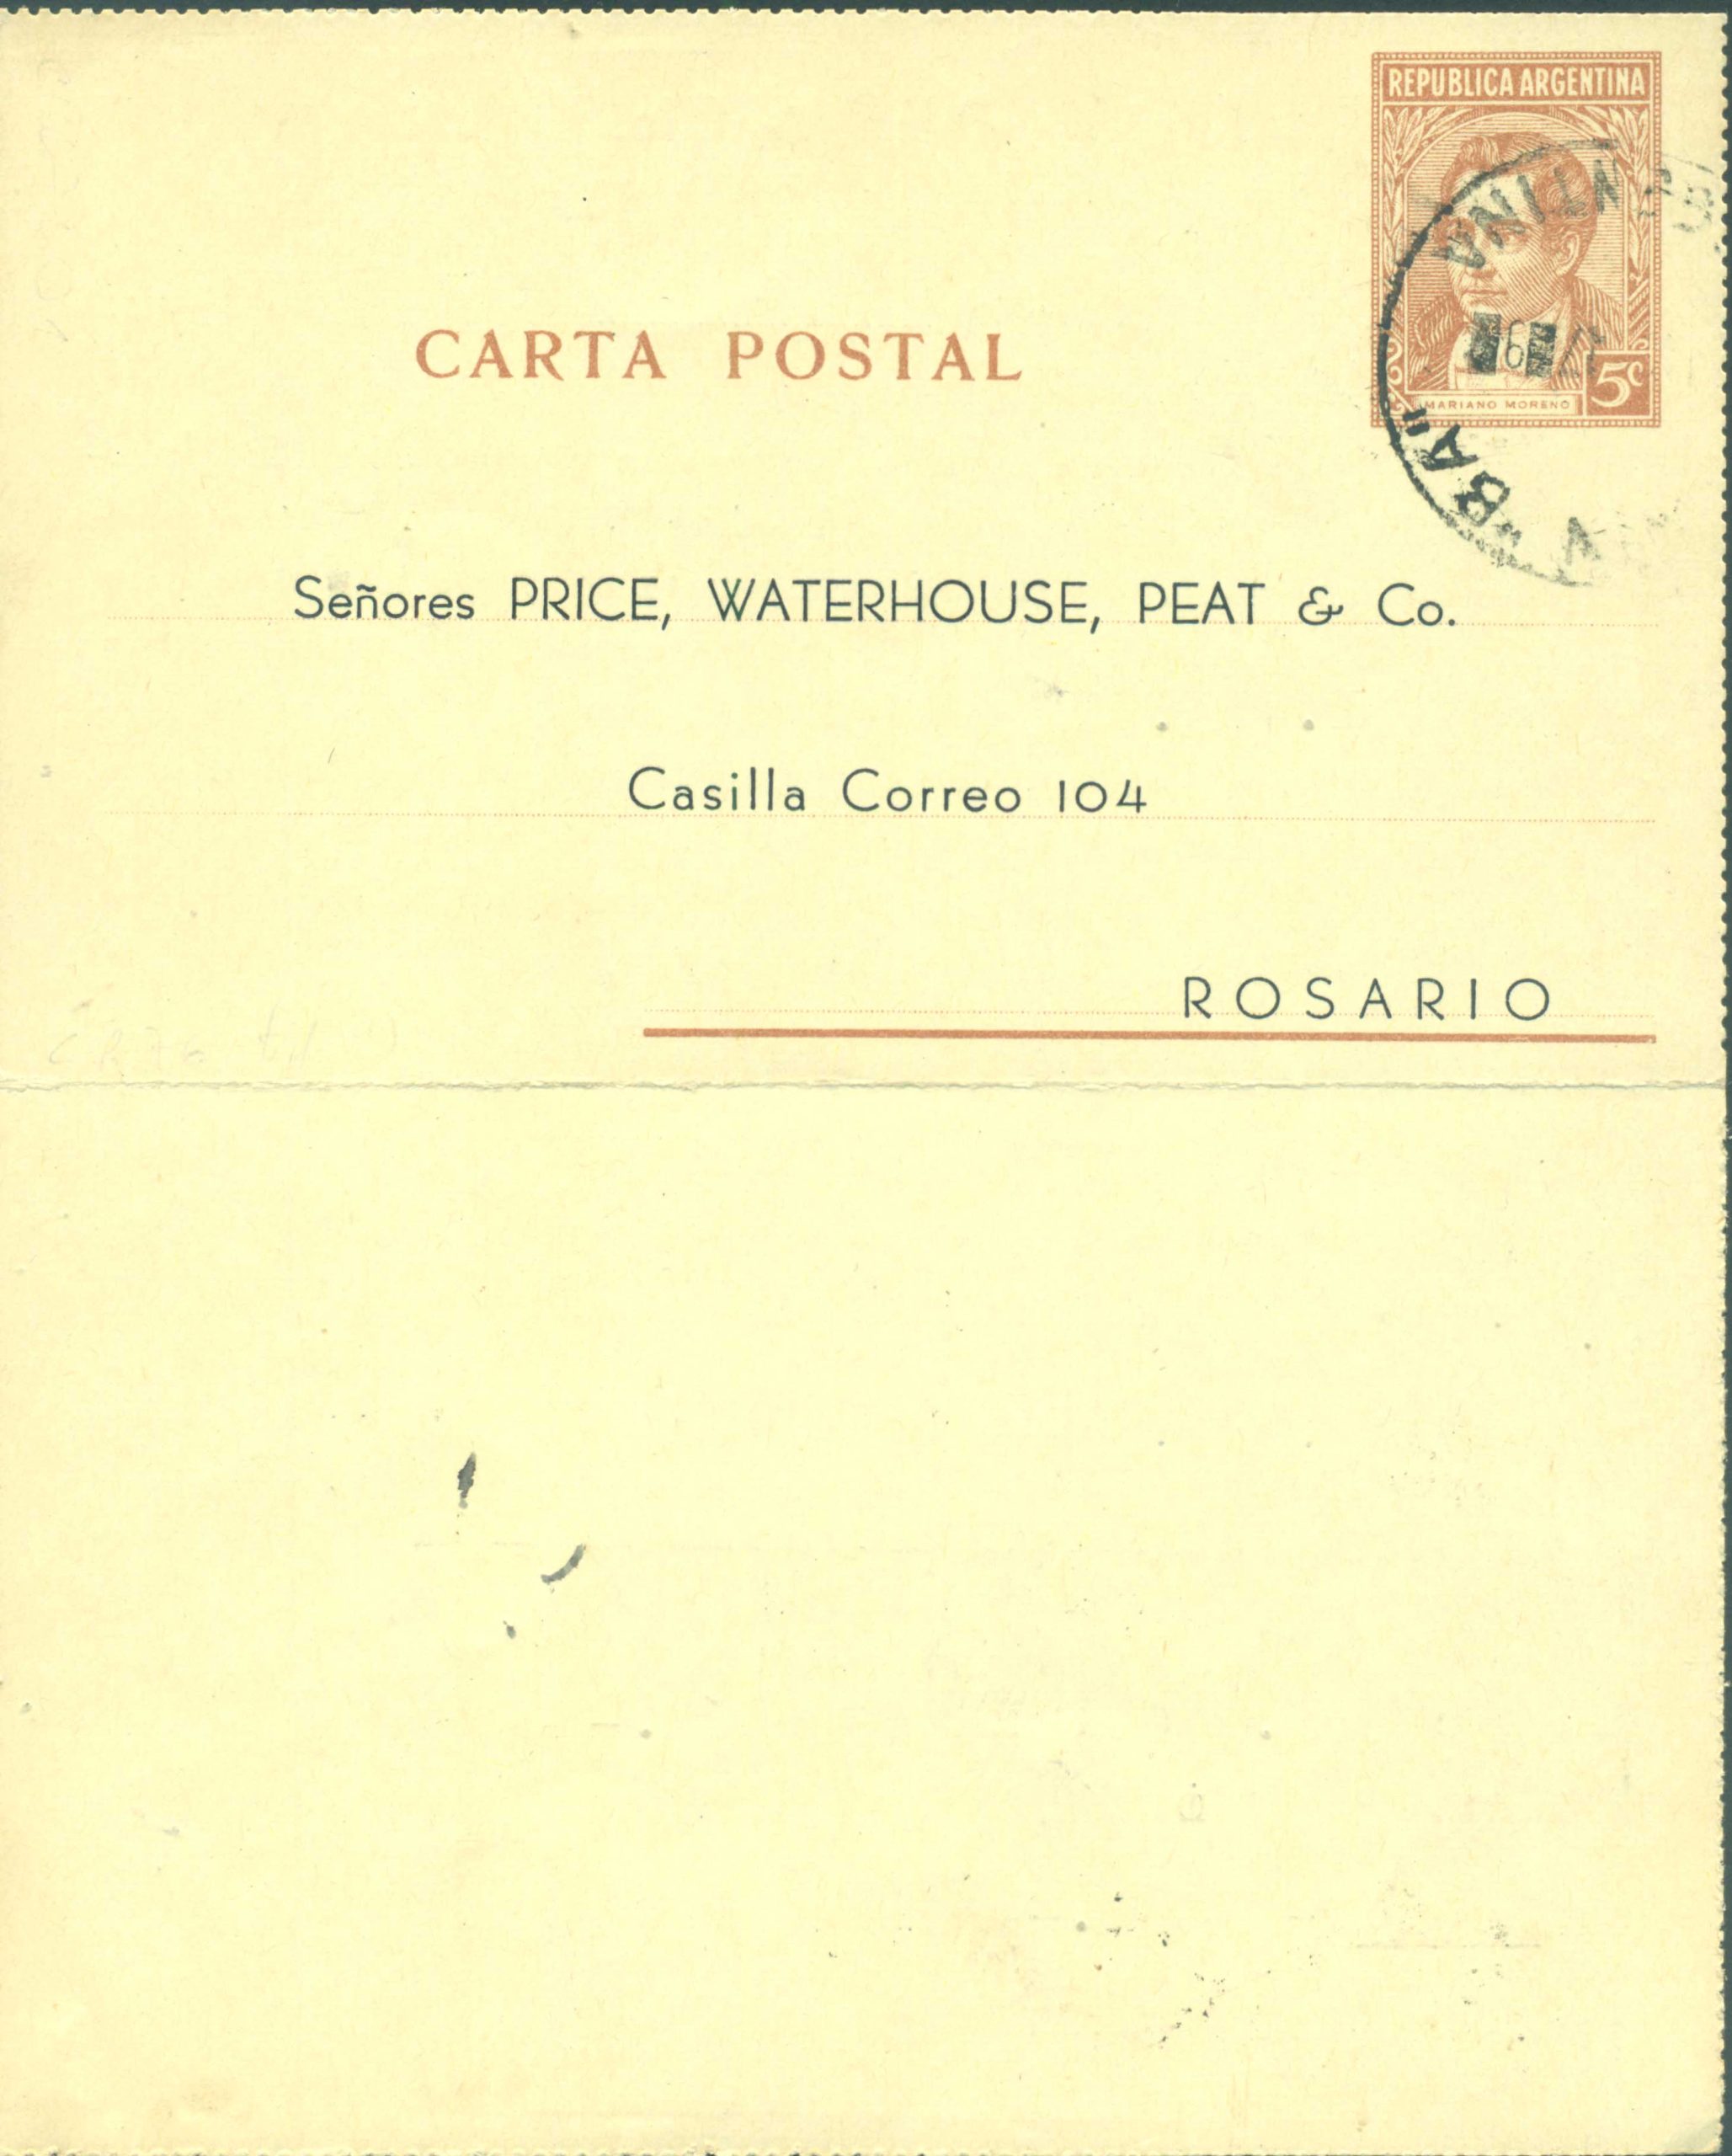 REPUBLICA ARGENTINA
MARIANO MORENO
5c
CARTA POSTAL
Señores PRICE, WATERHOUSE, PEAT & Co.
Casilla Correo 104
ROSARIO